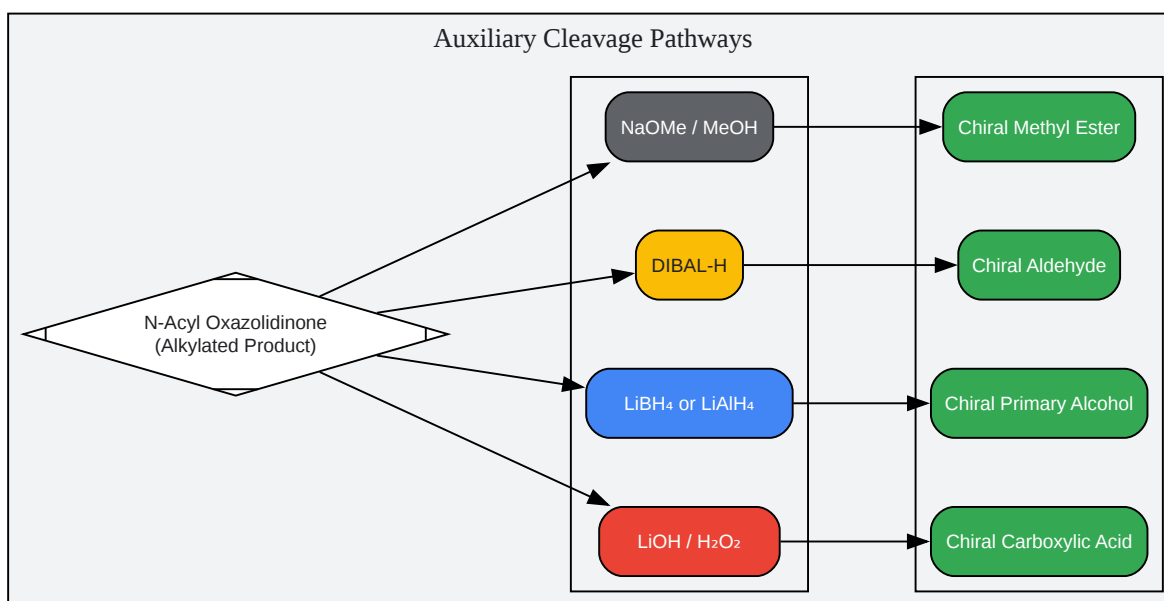 Auxiliary Cleavage Pathways
N-Acyl Oxazolidinone
(Alkylated Product)
NaOMe / MeOH
Chiral Methyl Ester
DIBAL-H
Chiral Aldehyde
LiBH₄ or LiAlH₄
Chiral Primary Alcohol
LiOH / H₂O₂
Chiral Carboxylic Acid